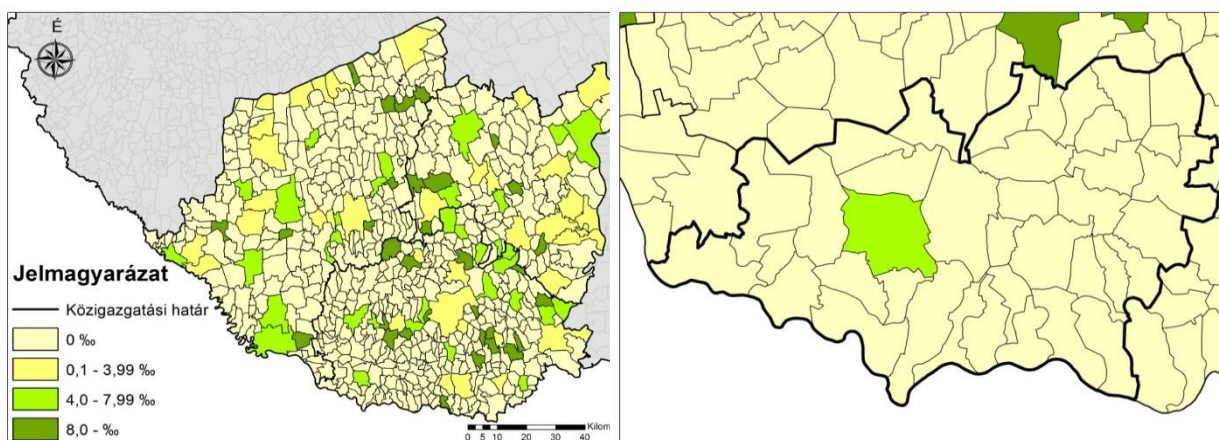 É
Jelmagyarázat
Közigazgatási határ
0 ‰
0,1 - 3,99 ‰
4,0 - 7,99 ‰
8,0 - ‰
0 5 10 20 30 40 Kilom